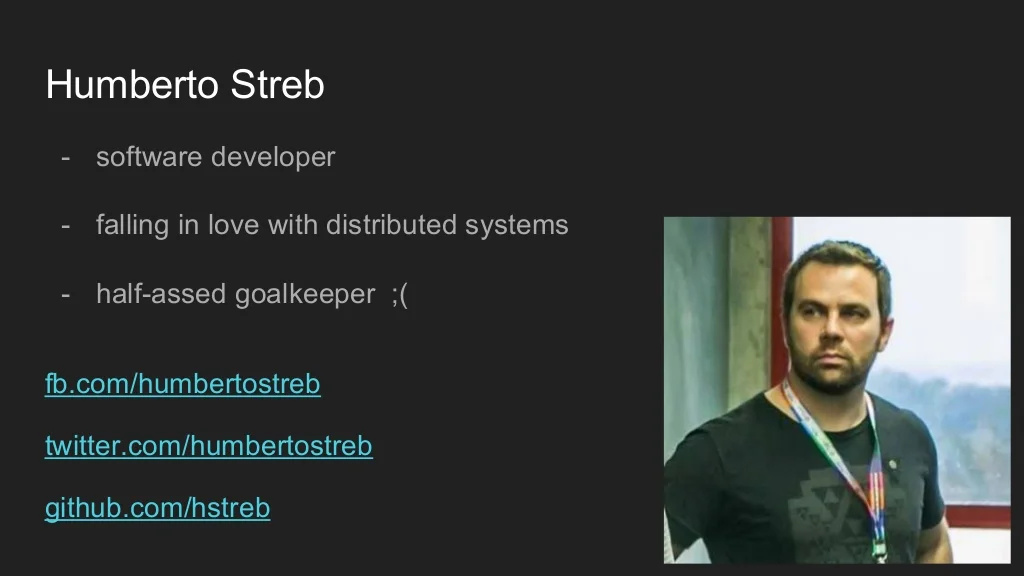 Humberto Streb
- software developer
- falling in love with distributed systems
- half-assed goalkeeper ;(
fb.com/humbertostreb
twitter.com/humbertostreb
github.com/hstreb